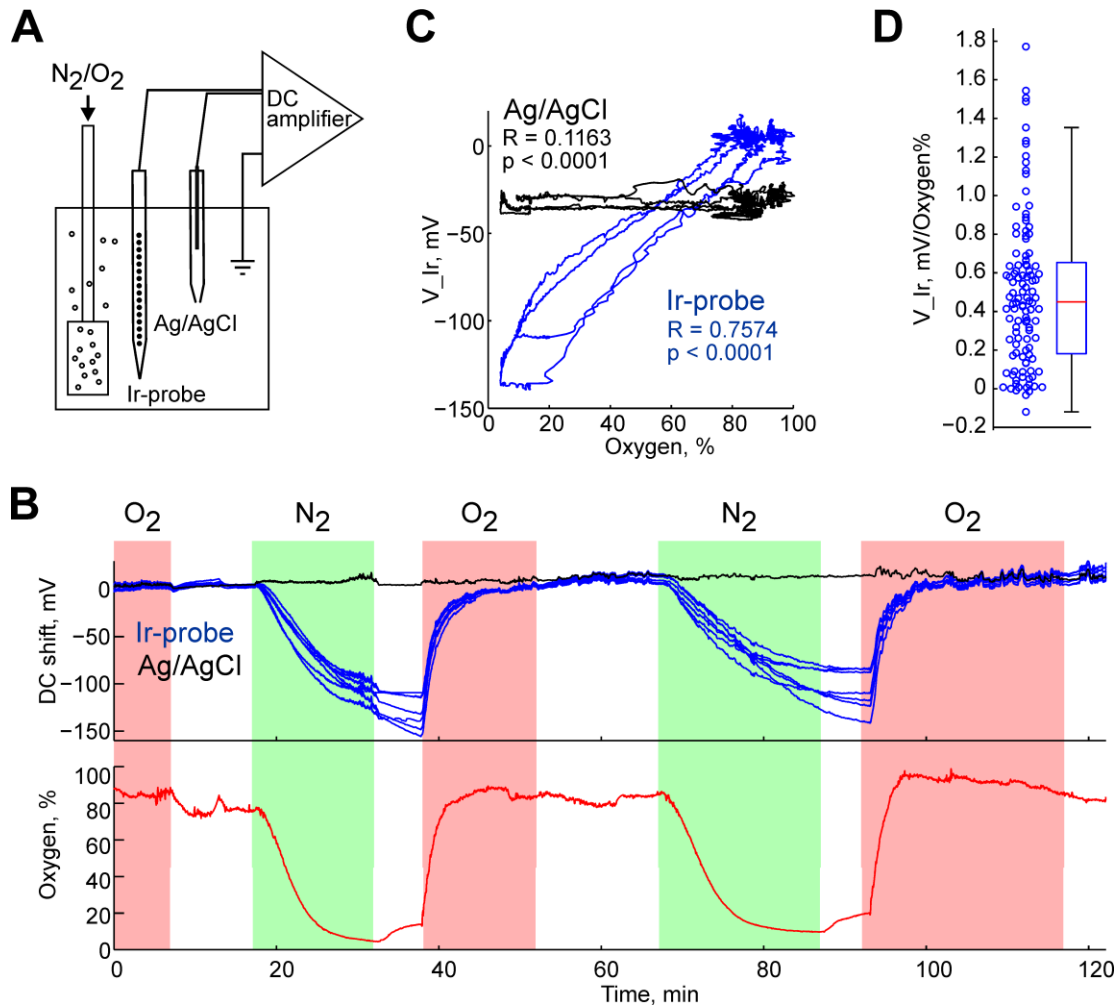 A
N2/O2
DC
amplifier
Ag/AgCl
Ir-probe
C
Ag/AgCl
R = 0.1163
p < 0.0001
Ir-probe
R = 0.7574
p < 0.0001
V_Ir, mV
0
−50
−100
−150
0 20 40 60 80 100
Oxygen, %
D
V_Ir, mV/Oxygen%
1.8
1.6
1.4
1.2
1.0
0.8
0.6
0.4
0.2
0
−0.2
B
O2 N2 O2 N2 O2
DC shift, mV
0
−50
−100
−150
Ir-probe
Ag/AgCl
Oxygen, %
100
80
60
40
20
0
0 20 40 60 80 100 120
Time, min